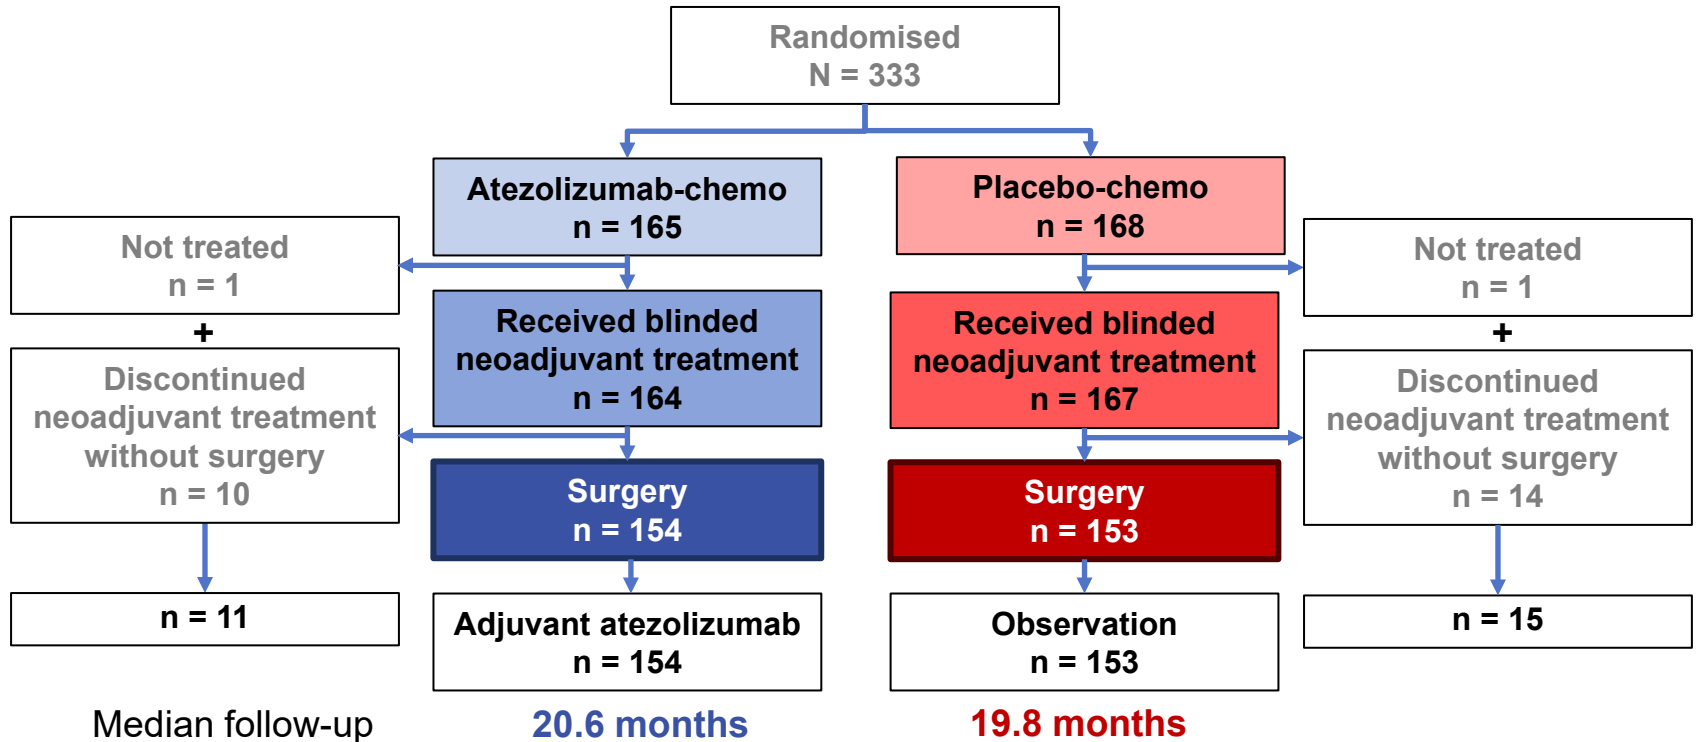 Randomised
N = 333
Atezolizumab-chemo
n = 165
Placebo-chemo
n = 168
Not treated
n = 1
+
Discontinued
neoadjuvant treatment
without surgery
n = 10
n = 11
Received blinded
neoadjuvant treatment
n = 164
Surgery
n = 154
Adjuvant atezolizumab
n = 154
Received blinded
neoadjuvant treatment
n = 167
Surgery
n = 153
Observation
n = 153
Not treated
n = 1
+
Discontinued
neoadjuvant treatment
without surgery
n = 14
n = 15
Median follow-up
20.6 months
19.8 months